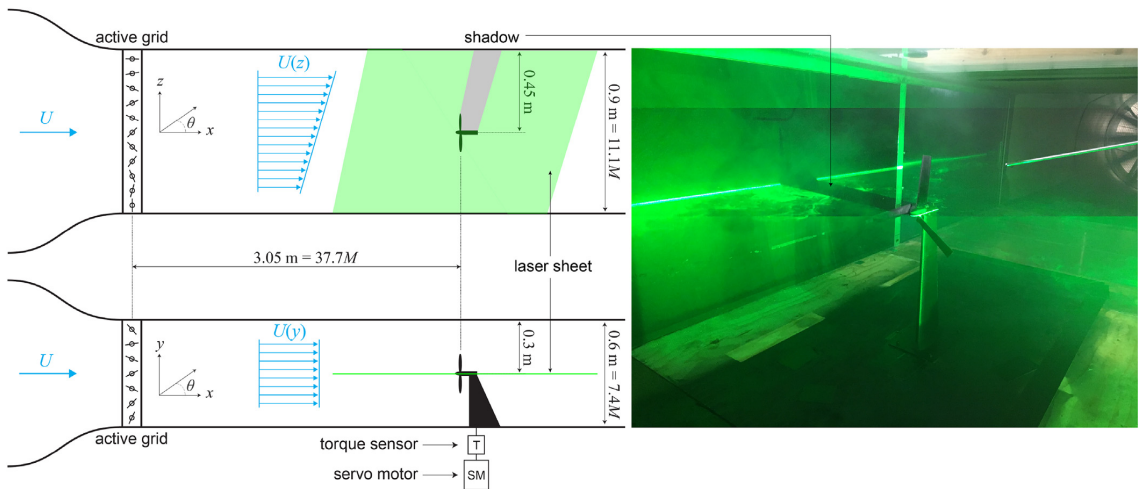 active grid
shadow
U(z)
z
θ
x
U
0.45 m
0.9 m = 11.1M
3.05 m = 37.7M
laser sheet
U(y)
y
θ
x
U
0.3 m
0.6 m = 7.4M
active grid
torque sensor
T
servo motor
SM